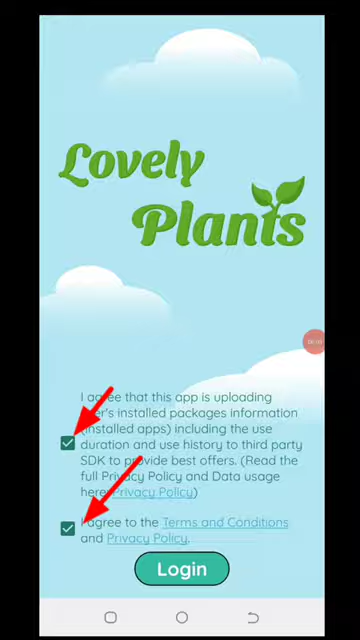 Lovely
Plants
I agree that this app is uploading
user's installed packages information
(installed apps) including the use
duration and use history to third party
SDK to provide best offers. (Read the
full Privacy Policy and Data usage
here: Privacy Policy)
I agree to the Terms and Conditions
and Privacy Policy.
Login